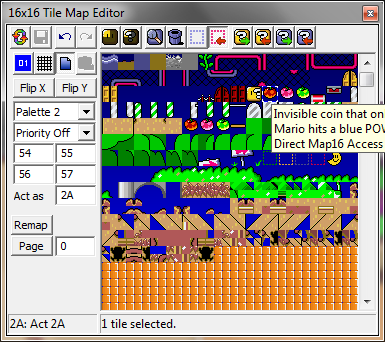 16x16 Tile Map Editor
01
Flip X
Flip Y
Invisible coin that on
Mario hits a blue POW
Direct Map16 Access
Palette 2
Priority Off
54
55
56
57
Act as
2A
Remap
Page
0
2A: Act 2A
1 tile selected.